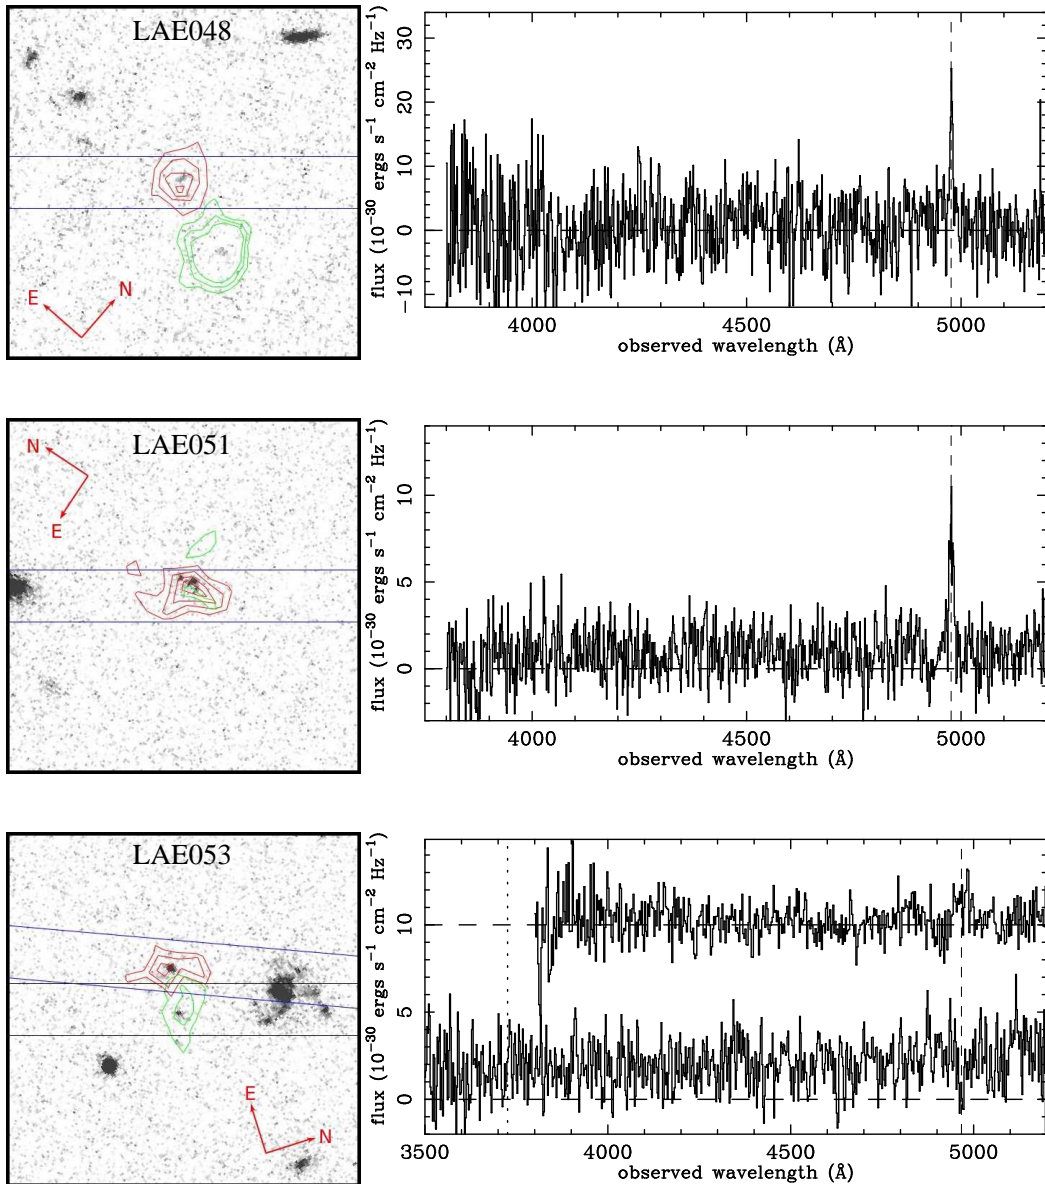 LAE048
E
N
30
20
10
0
−10
flux (10⁻³⁰ ergs s⁻¹ cm⁻² Hz⁻¹)
4000 4500 5000
observed wavelength (Å)
LAE051
N
E
10
5
0
flux (10⁻³⁰ ergs s⁻¹ cm⁻² Hz⁻¹)
4000 4500 5000
observed wavelength (Å)
LAE053
E
N
10
5
0
flux (10⁻³⁰ ergs s⁻¹ cm⁻² Hz⁻¹)
3500 4000 4500 5000
observed wavelength (Å)